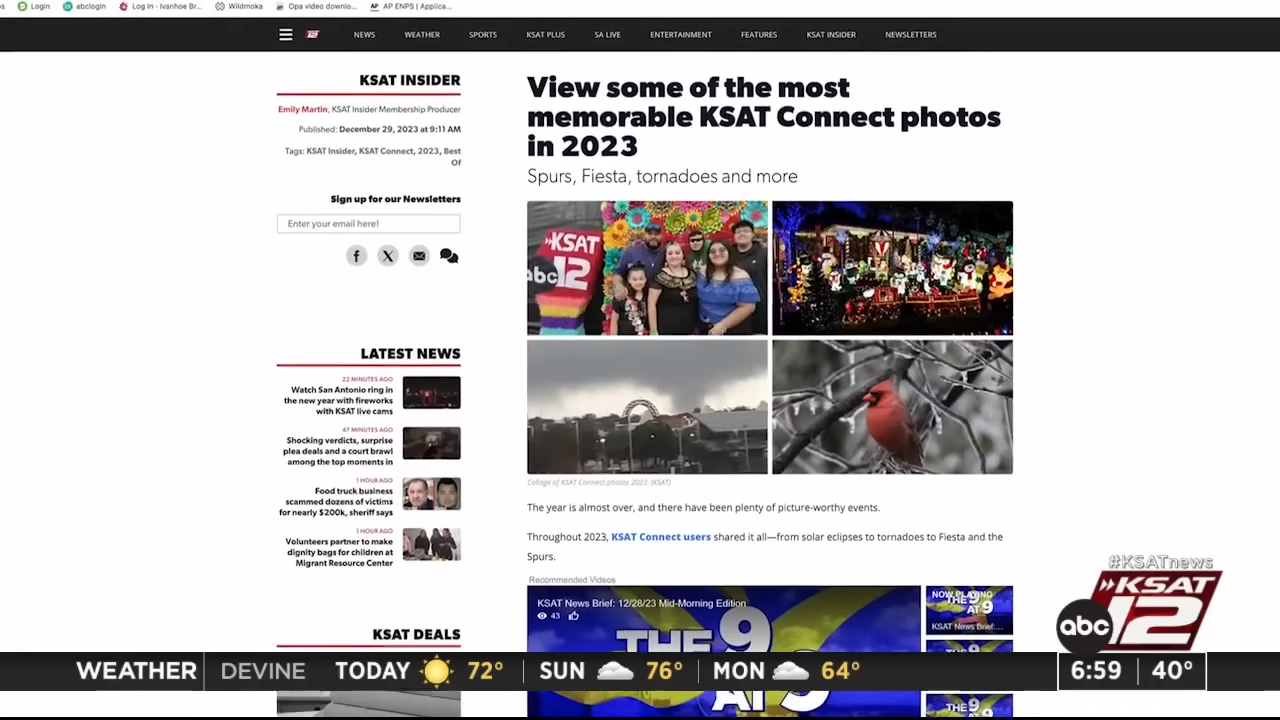 Login
abclogin
Log In - Ivanhoe Br...
Wildmoka
Opa video downlo...
AP ENPS | Applica...
12
NEWS
WEATHER
SPORTS
KSAT PLUS
SA LIVE
ENTERTAINMENT
FEATURES
KSAT INSIDER
NEWSLETTERS
KSAT INSIDER
Emily Martin, KSAT Insider Membership Producer
Published: December 29, 2023 at 9:11 AM
Tags: KSAT Insider, KSAT Connect, 2023, Best
Of
Sign up for our Newsletters
Enter your email here!
LATEST NEWS
22 MINUTES AGO
Watch San Antonio ring in
the new year with fireworks
with KSAT live cams
47 MINUTES AGO
Shocking verdicts, surprise
plea deals and a court brawl
among the top moments in
1 HOUR AGO
Food truck business
scammed dozens of victims
for nearly $200k, sheriff says
1 HOUR AGO
Volunteers partner to make
dignity bags for children at
Migrant Resource Center
KSAT DEALS
View some of the most
memorable KSAT Connect photos
in 2023
Spurs, Fiesta, tornadoes and more
KSAT
abc 12
Collage of KSAT Connect photos 2023. (KSAT)
The year is almost over, and there have been plenty of picture-worthy events.
Throughout 2023, KSAT Connect users shared it all—from solar eclipses to tornadoes to Fiesta and the
Spurs.
Recommended Videos
KSAT News Brief: 12/28/23 Mid-Morning Edition
43
THE 9
AT 9
NOW PLAYING
THE 9
AT 9
KSAT News Brief:...
THE 9
#KSATnews
KSAT
abc 12
WEATHER
DEVINE
TODAY 72°
SUN 76°
MON 64°
6:59
40°